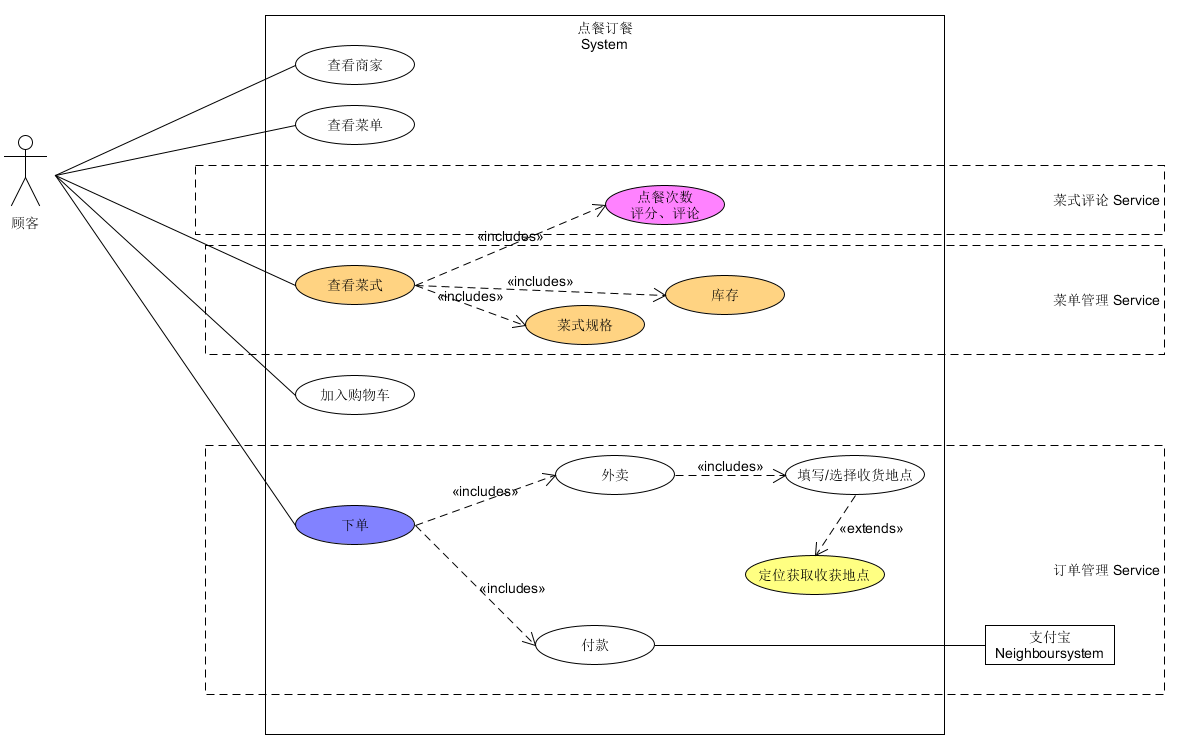 点餐订餐
System
查看商家
查看菜单
顾客
点餐次数
评分、评论
菜式评论 Service
«includes»
查看菜式
«includes»
«includes»
库存
菜式规格
菜单管理 Service
加入购物车
外卖
«includes»
填写/选择收货地点
«includes»
下单
«extends»
定位获取收获地点
订单管理 Service
«includes»
付款
支付宝
Neighboursystem